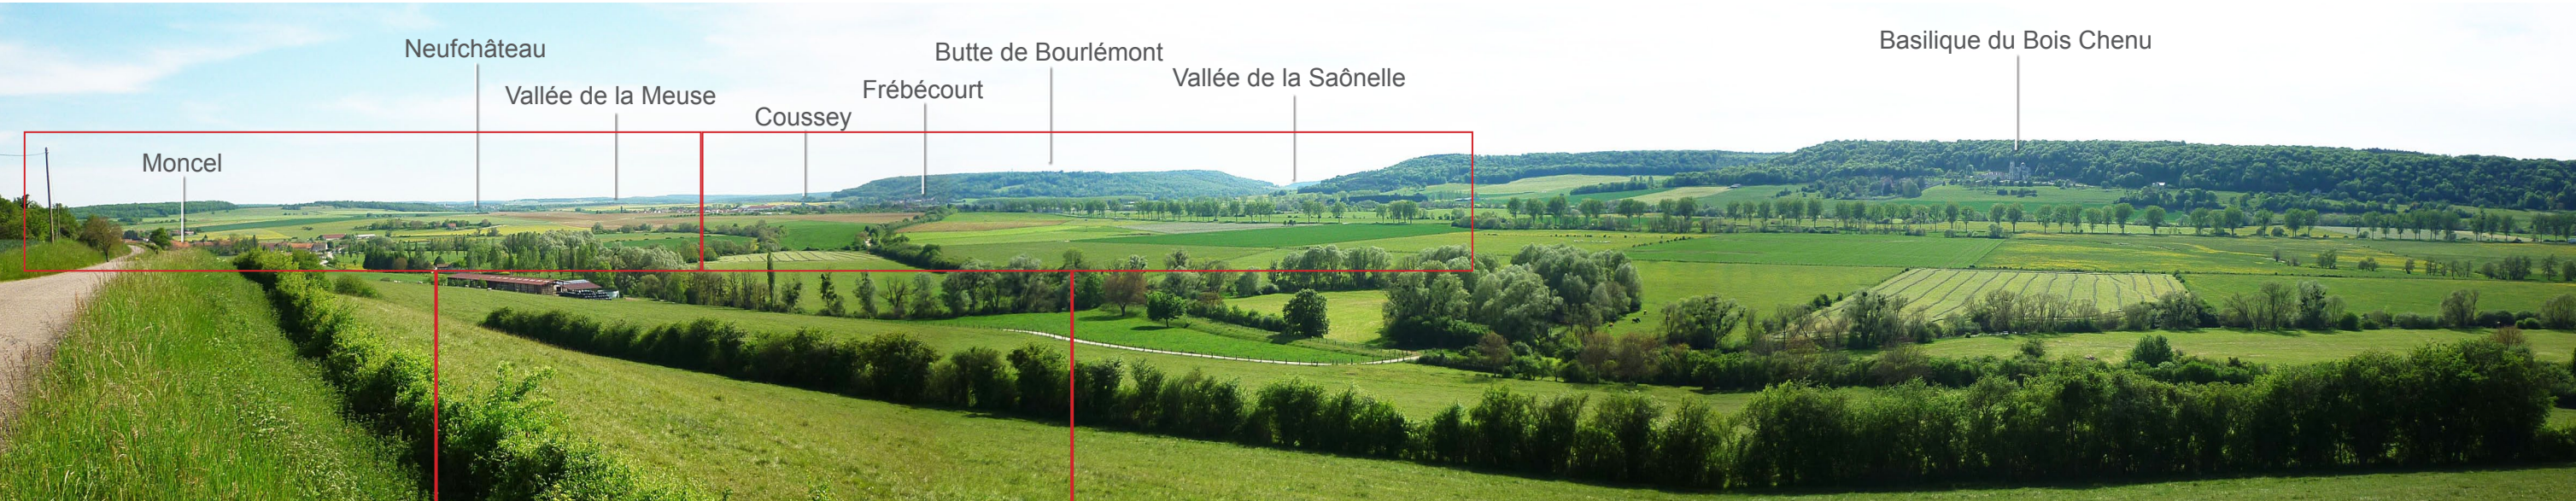 Neufchâteau
Butte de Bourlémont
Basilique du Bois Chenu
Vallée de la Meuse
Frébécourt
Vallée de la Saônelle
Coussey
Moncel